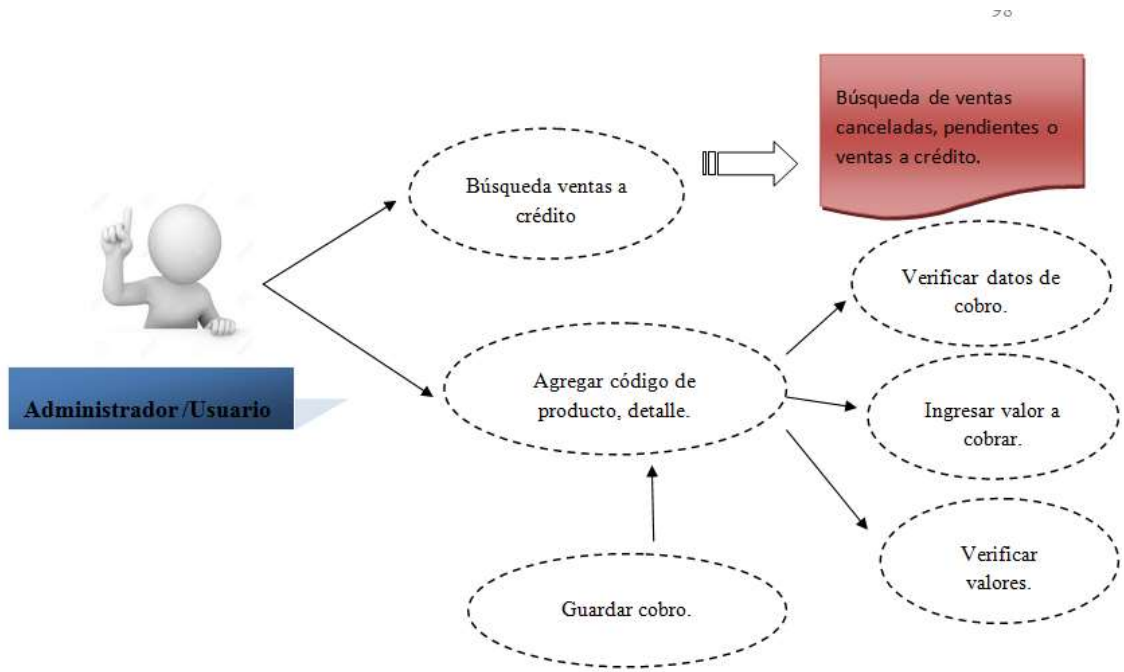 Búsqueda de ventas
canceladas, pendientes o
ventas a crédito.
Búsqueda ventas a
crédito
Verificar datos de
cobro.
Administrador /Usuario
Agregar código de
producto, detalle.
Ingresar valor a
cobrar.
Verificar
valores.
Guardar cobro.